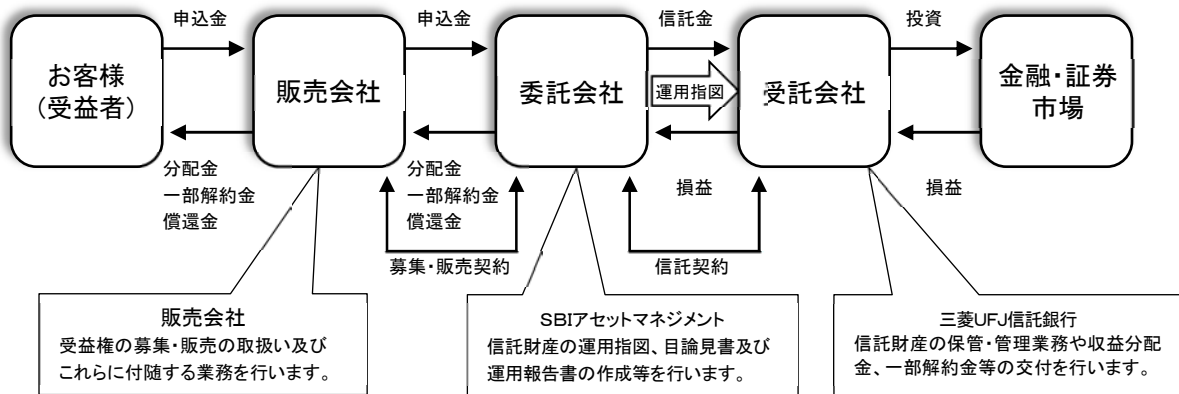 申込金
申込金
信託金
投資
お客様
(受益者)
販売会社
委託会社
運用指図
受託会社
金融・証券
市場
分配金
一部解約金
償還金
分配金
一部解約金
償還金
損益
損益
募集・販売契約
信託契約
販売会社
受益権の募集・販売の取扱い及び
これらに付随する業務を行います。
SBIアセットマネジメント
信託財産の運用指図、目論見書及び
運用報告書の作成等を行います。
三菱UFJ信託銀行
信託財産の保管・管理業務や収益分配
金、一部解約金等の交付を行います。